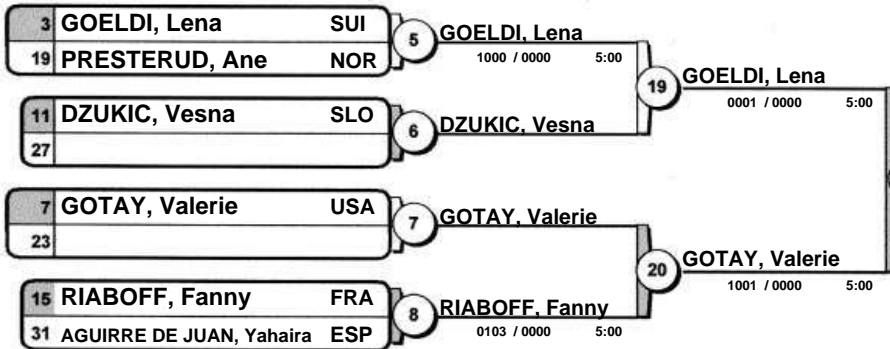 3 GOELDI, Lena SUI
19 PRESTERUD, Ane NOR
5 GOELDI, Lena
1000 / 0000 5:00
11 DZUKIC, Vesna SLO
27
6 DZUKIC, Vesna
19 GOELDI, Lena
0001 / 0000 5:00
7 GOTAY, Valerie USA
23
7 GOTAY, Valerie
15 RIABOFF, Fanny FRA
31 AGUIRRE DE JUAN, Yahaira ESP
8 RIABOFF, Fanny
0103 / 0000 5:00
20 GOTAY, Valerie
1001 / 0000 5:00